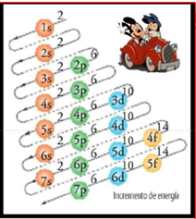 1s 2
2s 2
2p 6
3s 2
3p 6
3d 10
4s 2
4p 6
4d 10
4f 14
5s 2
5p 6
5d 10
5f 14
6s 2
6p 6
6d 10
7s 2
7p 6
Incremento de energía